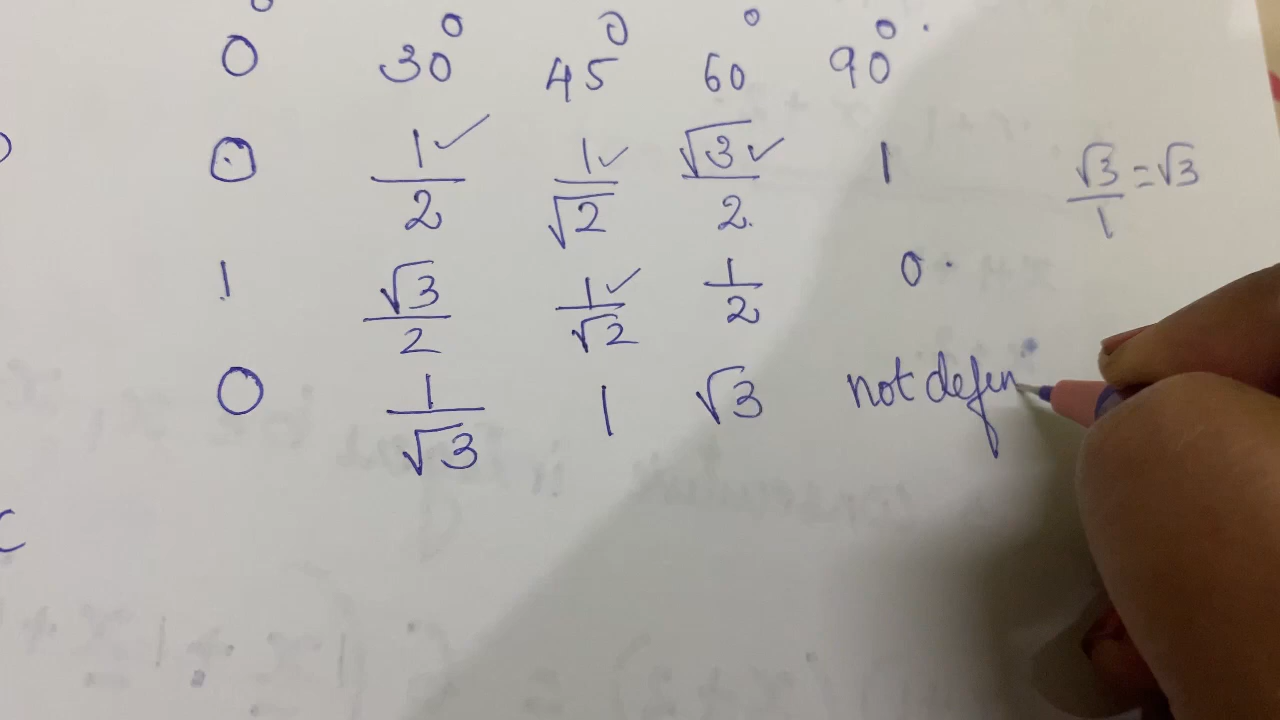 0° 30° 45° 60° 90°
0 1/2 1/√2 √3/2 1 √3/1 = √3
1 √3/2 1/√2 1/2 0
0 1/√3 1 √3 not defin
C